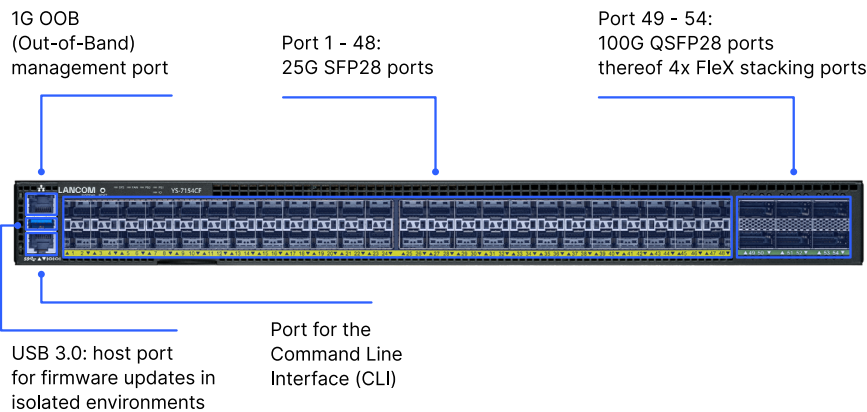 1G OOB
(Out-of-Band)
management port
Port 1 - 48:
25G SFP28 ports
Port 49 - 54:
100G QSFP28 ports
thereof 4x FleX stacking ports
LANCOM
YS-7154CF
USB 3.0: host port
for firmware updates in
isolated environments
Port for the
Command Line
Interface (CLI)